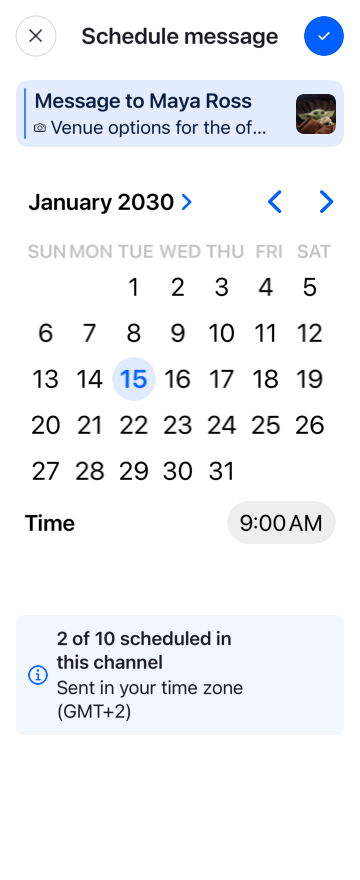 Schedule message
Message to Maya Ross
Venue options for the of...
January 2030
SUN MON TUE WED THU FRI SAT
1 2 3 4 5
6 7 8 9 10 11 12
13 14 15 16 17 18 19
20 21 22 23 24 25 26
27 28 29 30 31
Time 9:00 AM
2 of 10 scheduled in
this channel
Sent in your time zone
(GMT+2)